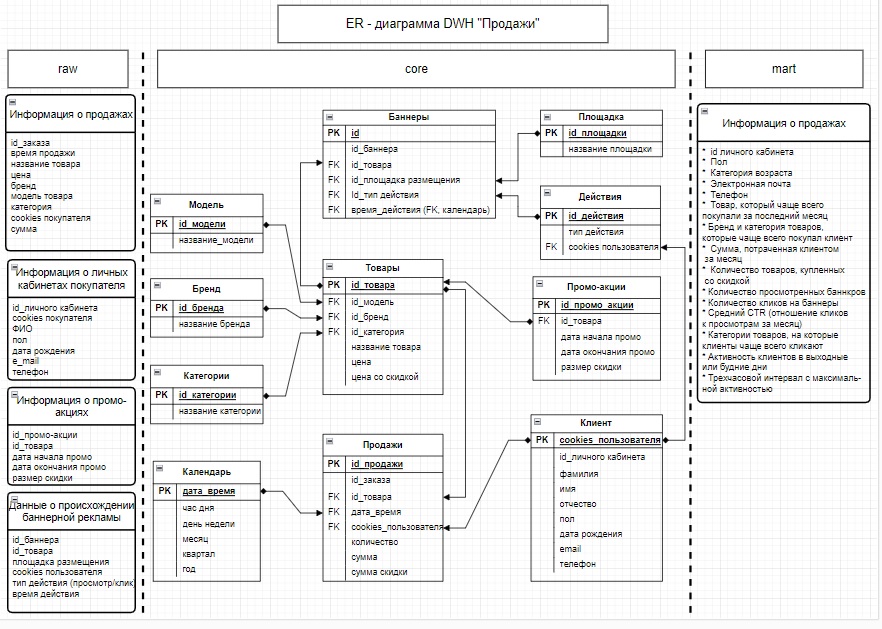 ER - диаграмма DWH "Продажи"
raw
core
mart
Информация о продажах
id_заказа
время продажи
название товара
цена
бренд
модель товара
категория
cookies покупателя
сумма
Информация о личных
кабинетах покупателя
id_личного кабинета
cookies покупателя
ФИО
пол
дата рождения
e_mail
телефон
Информация о промо-
акциях
id_промо-акции
id_товара
дата начала промо
дата окончания промо
размер скидки
Данные о происхождении
баннерной рекламы
id_баннера
id_товара
площадка размещения
cookies пользователя
тип действия (просмотр/клик)
время действия
Модель
PK id_модели
название_модели
Бренд
PK id_бренда
название бренда
Категории
PK id_категории
название категории
Календарь
PK дата_время
час дня
день недели
месяц
квартал
год
Баннеры
PK id
id_баннера
FK id_товара
FK id_площадка размещения
FK Id_тип действия
FK время_действия (FK, календарь)
Товары
PK id_товара
FK id_модель
FK id_бренд
FK id_категория
название товара
цена
цена со скидкой
Продажи
PK id_продажи
id_заказа
FK id_товара
FK дата_время
FK cookies_пользователя
количество
сумма
сумма скидки
Площадка
PK id_площадки
название площадки
Действия
PK id_действия
тип действия
FK cookies пользователя
Промо-акции
PK id_промо_акции
FK id_товара
дата начала промо
дата окончания промо
размер скидки
Клиент
PK cookies_пользователя
id_личного кабинета
фамилия
имя
отчество
пол
дата рождения
email
телефон
Информация о продажах
* id личного кабинета
* Пол
* Категория возраста
* Электронная почта
* Телефон
* Товар, который чаще всего
покупали за последний месяц
* Бренд и категория товаров,
которые чаще всего покупал клиент
* Сумма, потраченная клиентом
за месяц
* Количество товаров, купленных
со скидкой
* Количество просмотренных баннкров
* Количество кликов на баннеры
* Средний CTR (отношение кликов
к просмотрам за месяц)
* Категории товаров, на которые
клиенты чаще всего кликают
* Активность клиентов в выходные
или будние дни
* Трехчасовой интервал с максималь-
ной активностью